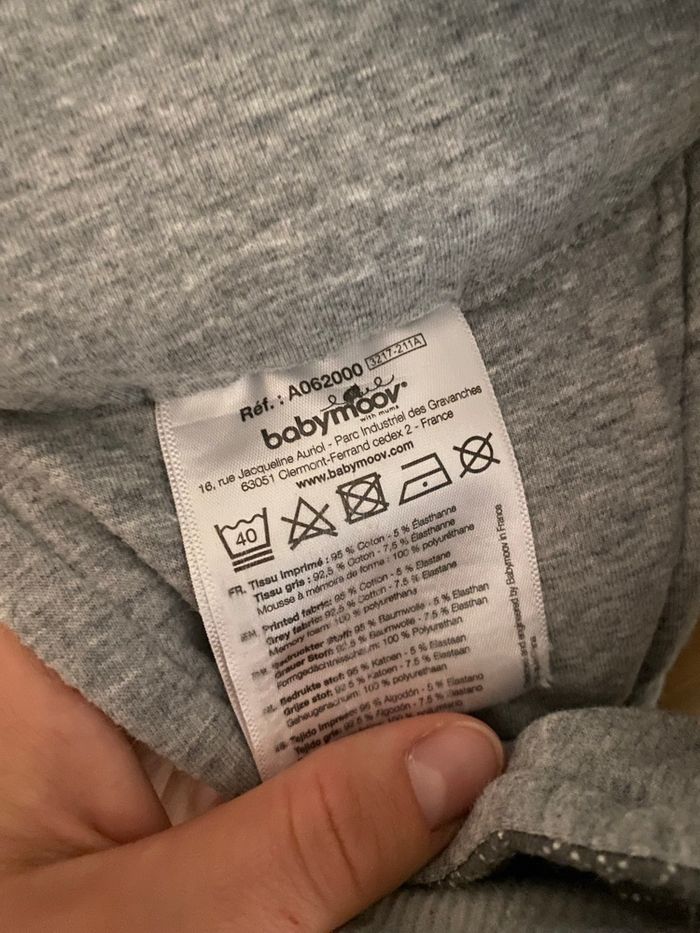 Réf. : A062000 3217-211A
babymoov®
with mums
16, rue Jacqueline Auriol - Parc Industriel des Gravanches
63051 Clermont-Ferrand cedex 2 - France
www.babymoov.com
40
FR. Tissu imprimé : 95 % Coton - 5 % Élasthanne
Tissu gris : 92,5 % Coton - 7,5 % Élasthanne
Mousse à mémoire de forme : 100 % polyuréthane
EN. Printed fabric: 95 % Cotton - 5 % Elastane
Grey fabric: 92.5 % Cotton - 7.5 % Elastane
Memory foam: 100 % polyurethane
Bedruckter Stoff: 95 % Baumwolle - 5 % Elasthan
Grauer Stoff: 92,5 % Baumwolle - 7,5 % Elasthan
Formgedächtnisschaum: 100 % Polyurethan
Bedrukte stof: 95 % Katoen - 5 % Elastaan
Grijze stof: 92.5 % Katoen - 7.5 % Elastaan
Geheugenschuim: 100 % polyurethaan
Tejido impreso: 95 % Algodón - 5 % Elastano
Tejido gris: 92.5 % Algodón - 7.5 % Elastano
and engineered by Babymoov in France